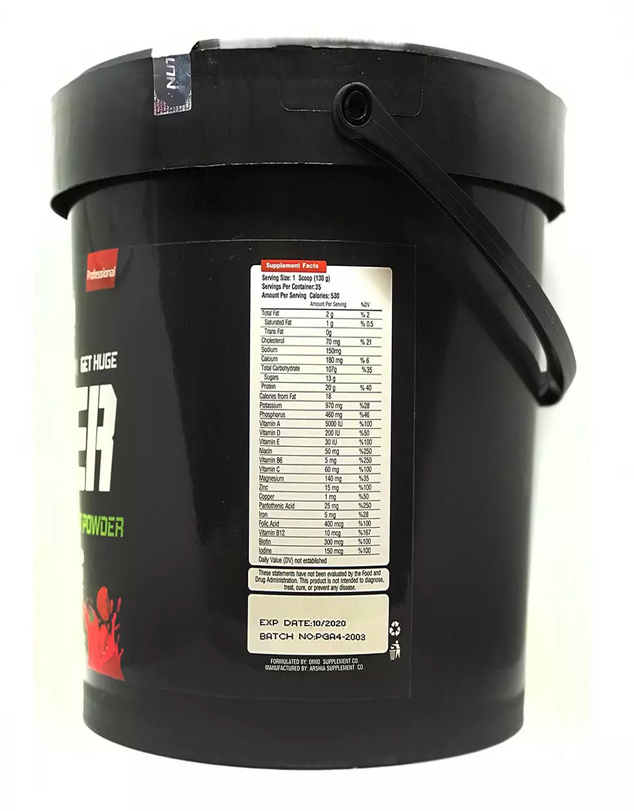 NUT
Professional
GET HUGE
ER
POWDER
Supplement Facts
Serving Size: 1 Scoop (130 g)
Servings Per Container:35
Amount Per Serving Calories: 530
Amount Per Serving %DV
Total Fat 2 g % 2
Saturated Fat 1 g % 0.5
Trans Fat 0g
Cholesterol 70 mg % 21
Sodium 150mg
Calcium 180 mg % 6
Total Carbohydrate 107g %35
Sugars 13 g
Protein 20 g % 40
Calories from Fat 18
Potassium 970 mg %28
Phosphorus 460 mg %46
Vitamin A 5000 IU %100
Vitamin D 200 IU %50
Vitamin E 30 IU %100
Niacin 50 mg %250
Vitamin B6 5 mg %250
Vitamin C 60 mg %100
Magnesium 140 mg %35
Zinc 15 mg %100
Copper 1 mg %50
Pantothenic Acid 25 mg %250
Iron 5 mg %28
Folic Acid 400 mcg %100
Vitamin B12 10 mcg %167
Biotin 300 mcg %100
Iodine 150 mcg %100
Daily Value (DV) not established
These statements have not been evaluated by the Food and
Drug Administration. This product is not intended to diagnose,
treat, cure, or prevent any disease.
EXP DATE:10/2020
BATCH NO:PGA4-2003
FORMULATED BY: OMID SUPPLEMENT CO.
MANUFACTURED BY: ARSHIA SUPPLEMENT CO